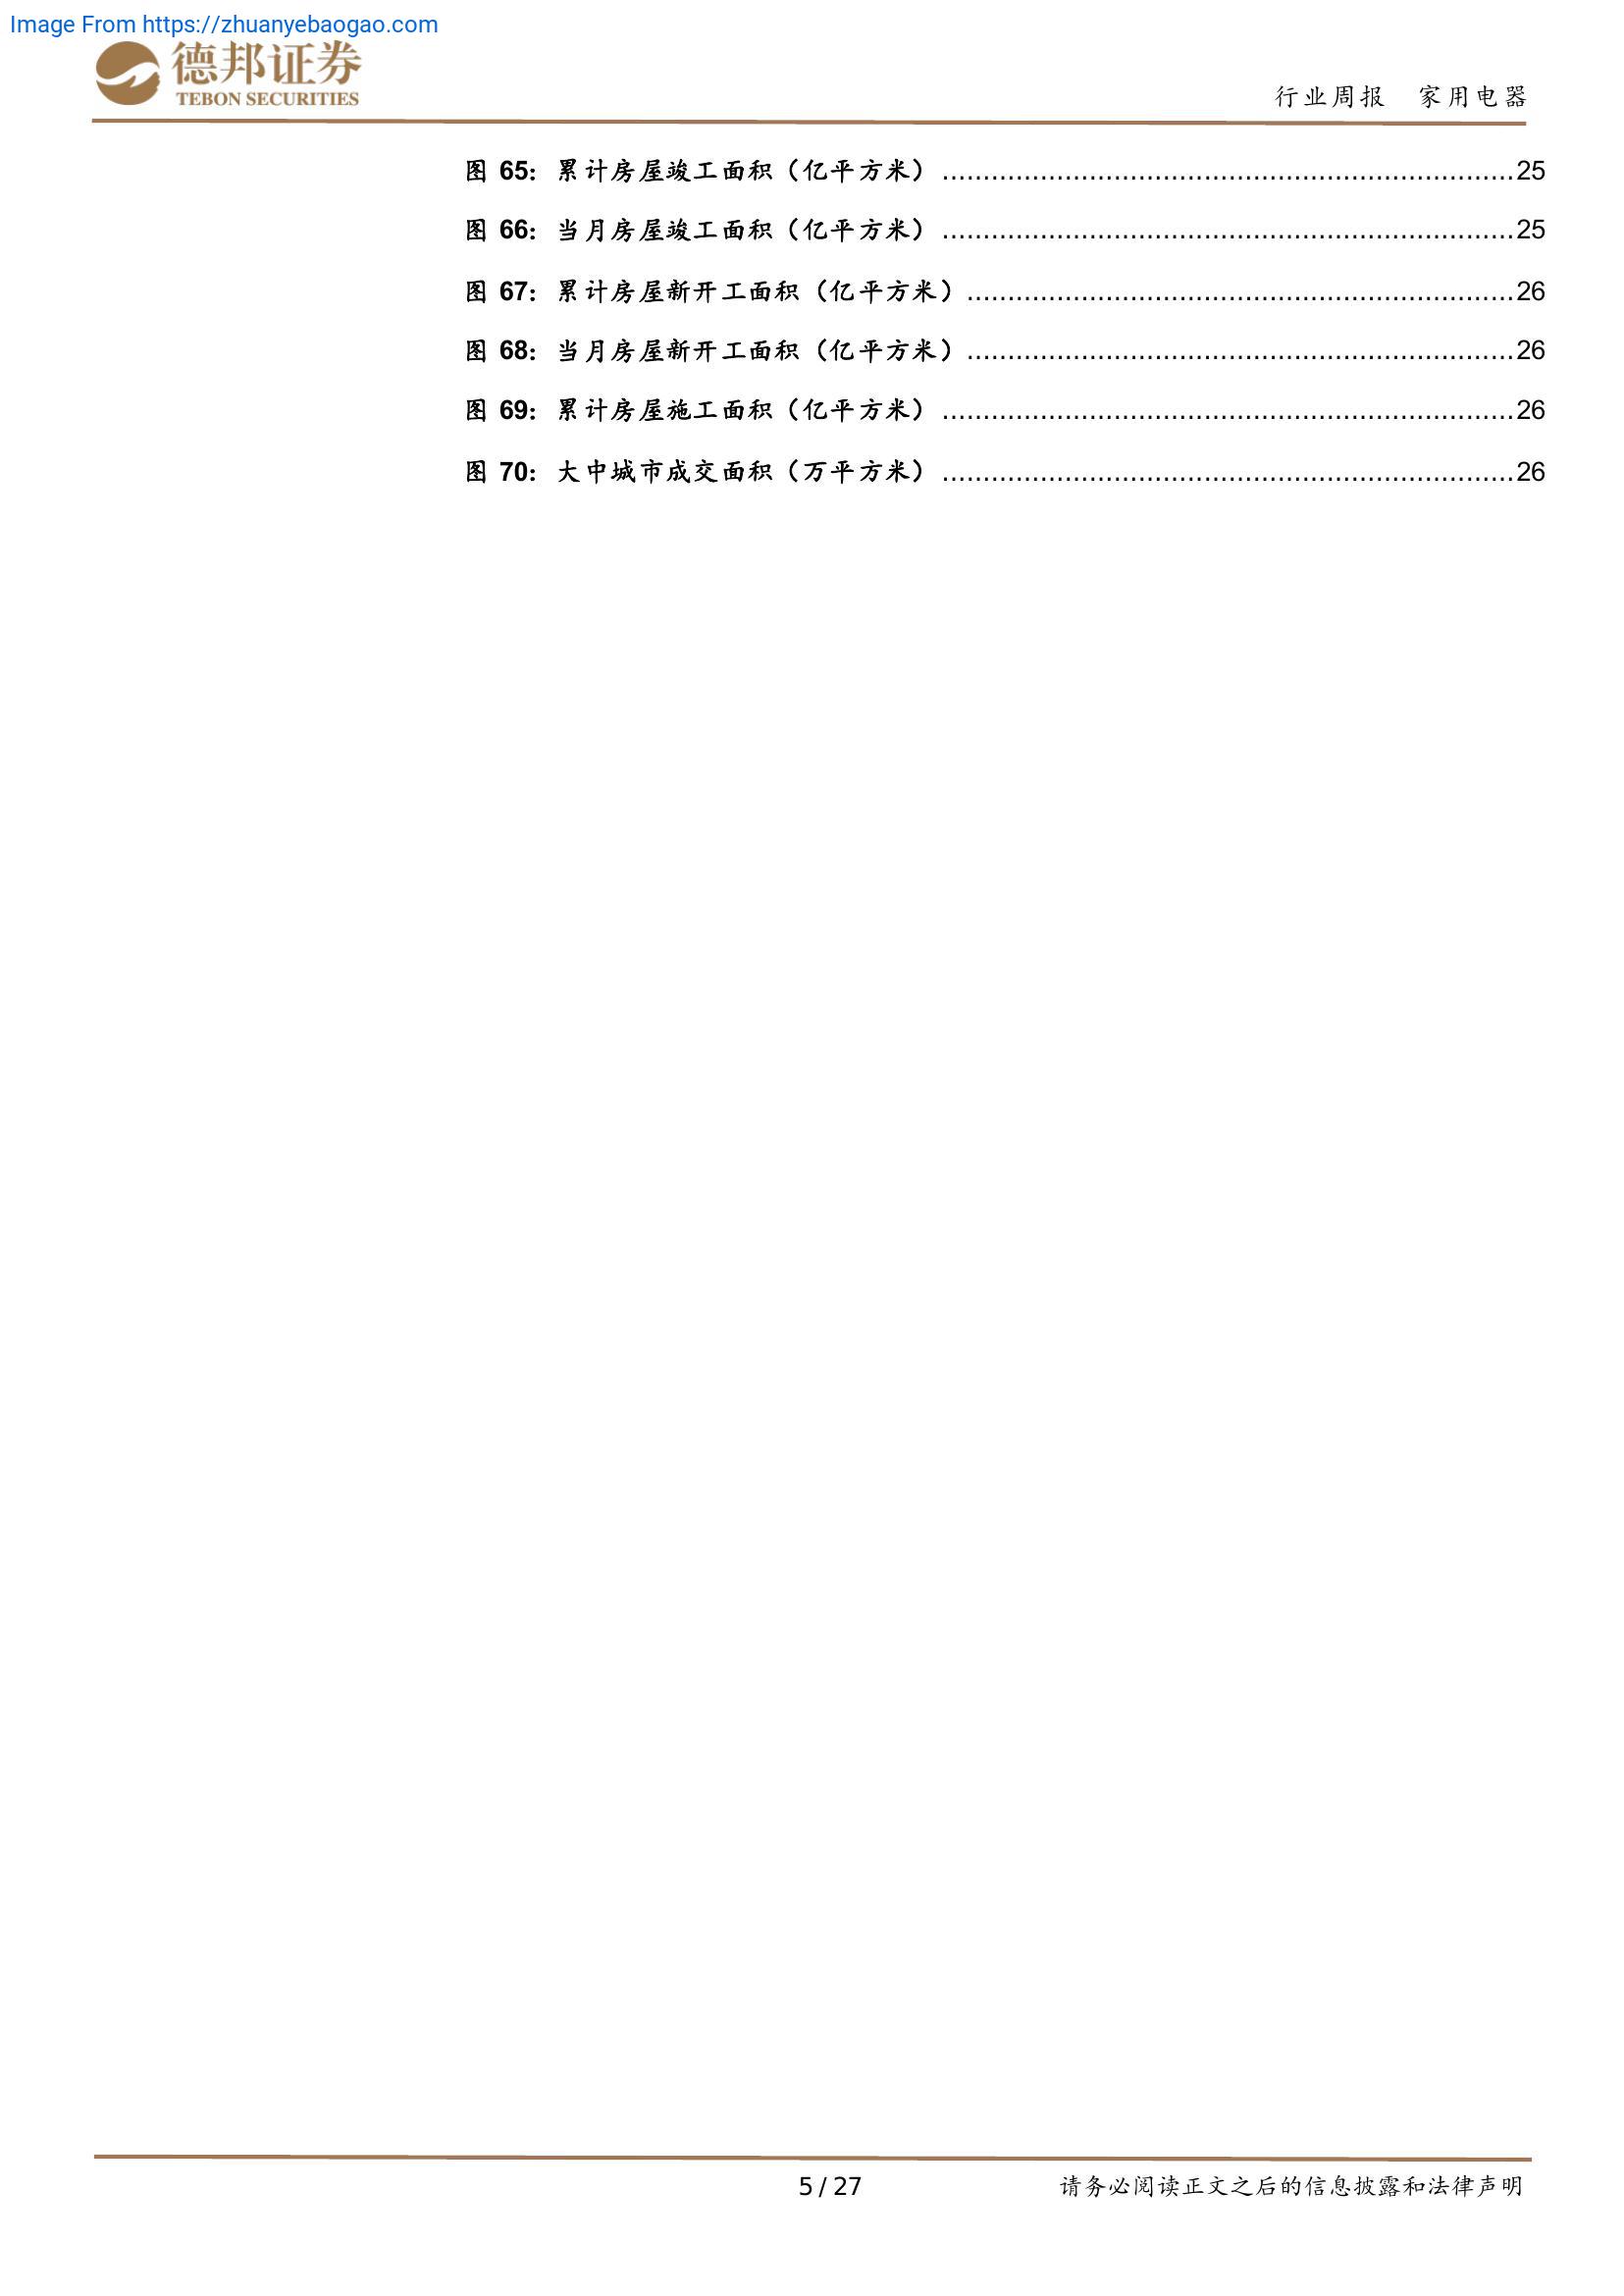 Image From https://zhuanyebaogao.com
德邦证券
TEBON SECURITIES
行业周报 家用电器
图 65：累计房屋竣工面积（亿平方米）......................................................................25
图 66：当月房屋竣工面积（亿平方米）......................................................................25
图 67：累计房屋新开工面积（亿平方米）...................................................................26
图 68：当月房屋新开工面积（亿平方米）...................................................................26
图 69：累计房屋施工面积（亿平方米）......................................................................26
图 70：大中城市成交面积（万平方米）......................................................................26
5 / 27
请务必阅读正文之后的信息披露和法律声明